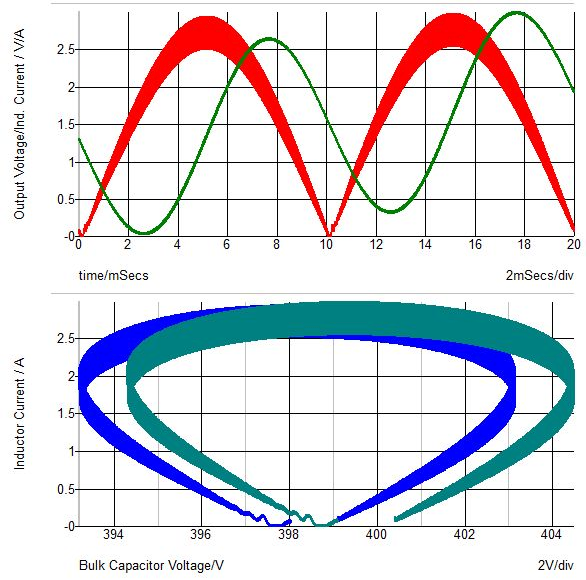 Output Voltage/Ind. Current / V/A
2.5
2
1.5
1
0.5
-0
0 2 4 6 8 10 12 14 16 18 20
time/mSecs 2mSecs/div
Inductor Current / A
2.5
2
1.5
1
0.5
-0
394 396 398 400 402 404
Bulk Capacitor Voltage/V 2V/div